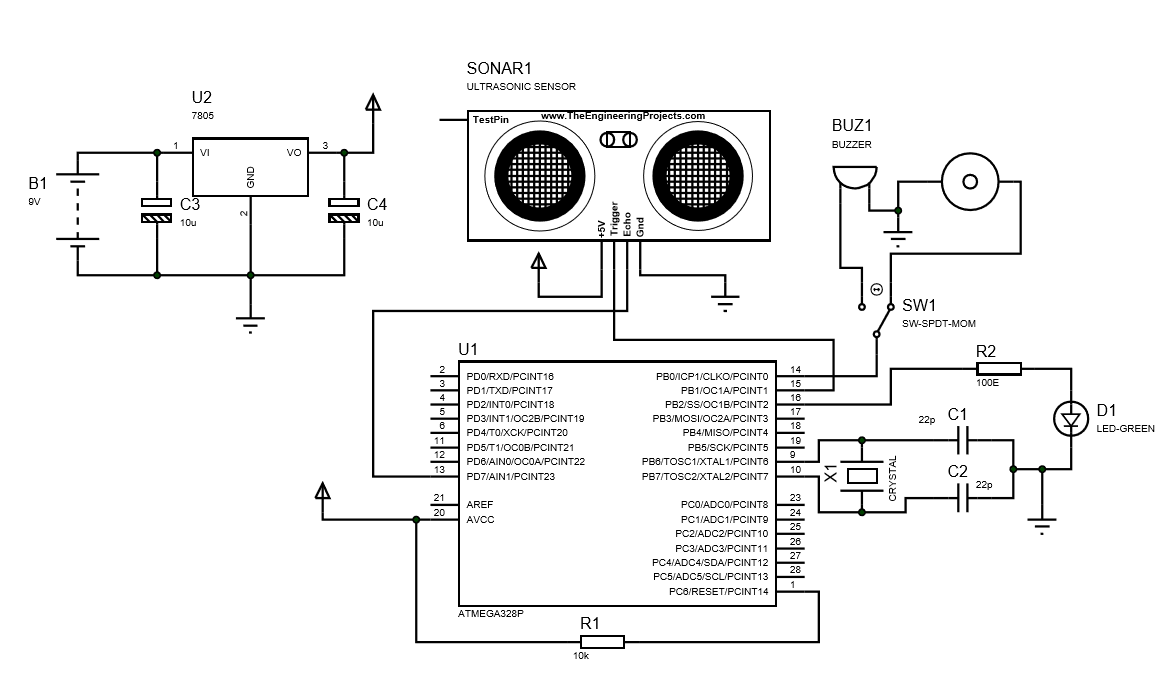 SONAR1
ULTRASONIC SENSOR
TestPin
www.TheEngineeringProjects.com
+5V
Trigger
Echo
Gnd
U2
7805
1
VI
VO
3
GND
2
B1
9V
C3
10u
C4
10u
BUZ1
BUZZER
SW1
SW-SPDT-MOM
R2
100E
D1
LED-GREEN
C1
22p
C2
22p
X1
CRYSTAL
U1
2 PD0/RXD/PCINT16
3 PD1/TXD/PCINT17
4 PD2/INT0/PCINT18
5 PD3/INT1/OC2B/PCINT19
6 PD4/T0/XCK/PCINT20
11 PD5/T1/OC0B/PCINT21
12 PD6/AIN0/OC0A/PCINT22
13 PD7/AIN1/PCINT23
21 AREF
20 AVCC
PB0/ICP1/CLKO/PCINT0 14
PB1/OC1A/PCINT1 15
PB2/SS/OC1B/PCINT2 16
PB3/MOSI/OC2A/PCINT3 17
PB4/MISO/PCINT4 18
PB5/SCK/PCINT5 19
PB6/TOSC1/XTAL1/PCINT6 9
PB7/TOSC2/XTAL2/PCINT7 10
PC0/ADC0/PCINT8 23
PC1/ADC1/PCINT9 24
PC2/ADC2/PCINT10 25
PC3/ADC3/PCINT11 26
PC4/ADC4/SDA/PCINT12 27
PC5/ADC5/SCL/PCINT13 28
PC6/RESET/PCINT14 1
ATMEGA328P
R1
10k